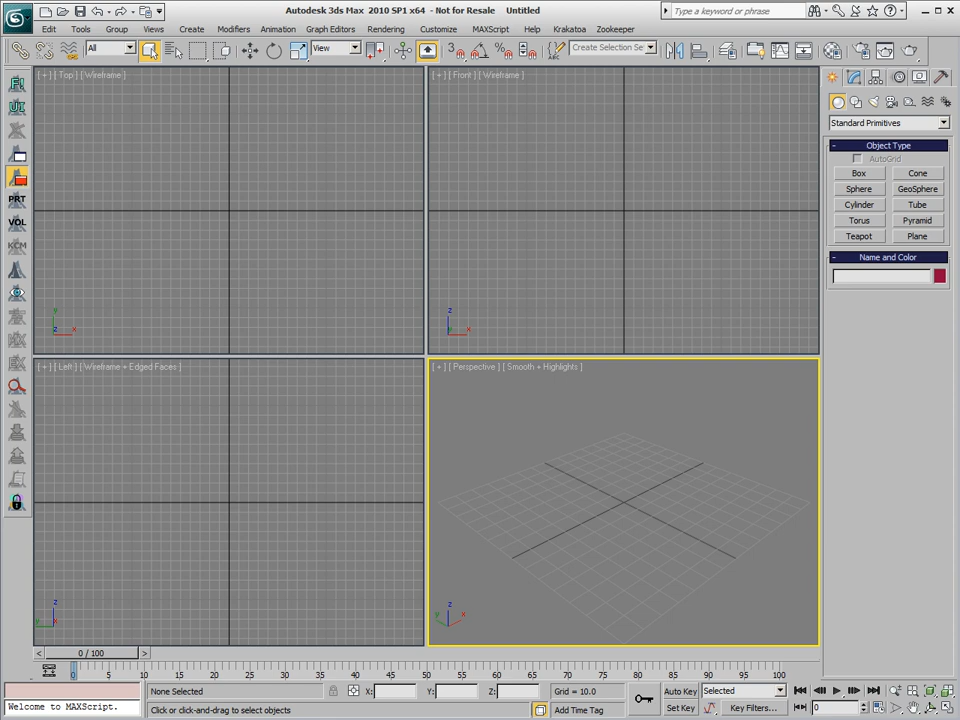 Autodesk 3ds Max 2010 SP1 x64 - Not for Resale Untitled
Type a keyword or phrase
Edit Tools Group Views Create Modifiers Animation Graph Editors Rendering Customize MAXScript Help Krakatoa Zookeeper
All
View
3
Create Selection Se
ABC
[ + ] [ Top ] [ Wireframe ]
[ + ] [ Front ] [ Wireframe ]
F!
UI
PRT
VOL
KCM
Standard Primitives
- Object Type
AutoGrid
Box Cone
Sphere GeoSphere
Cylinder Tube
Torus Pyramid
Teapot Plane
- Name and Color
y
z x
z
y x
[ + ] [ Left ] [ Wireframe + Edged Faces ]
[ + ] [ Perspective ] [ Smooth + Highlights ]
z
y x
z
y x
< 0 / 100 >
0 5 10 15 20 25 30 35 40 45 50 55 60 65 70 75 80 85 90 95 100
None Selected X: Y: Z: Grid = 10.0 Auto Key Selected
Welcome to MAXScript. Click or click-and-drag to select objects Add Time Tag Set Key Key Filters... 0